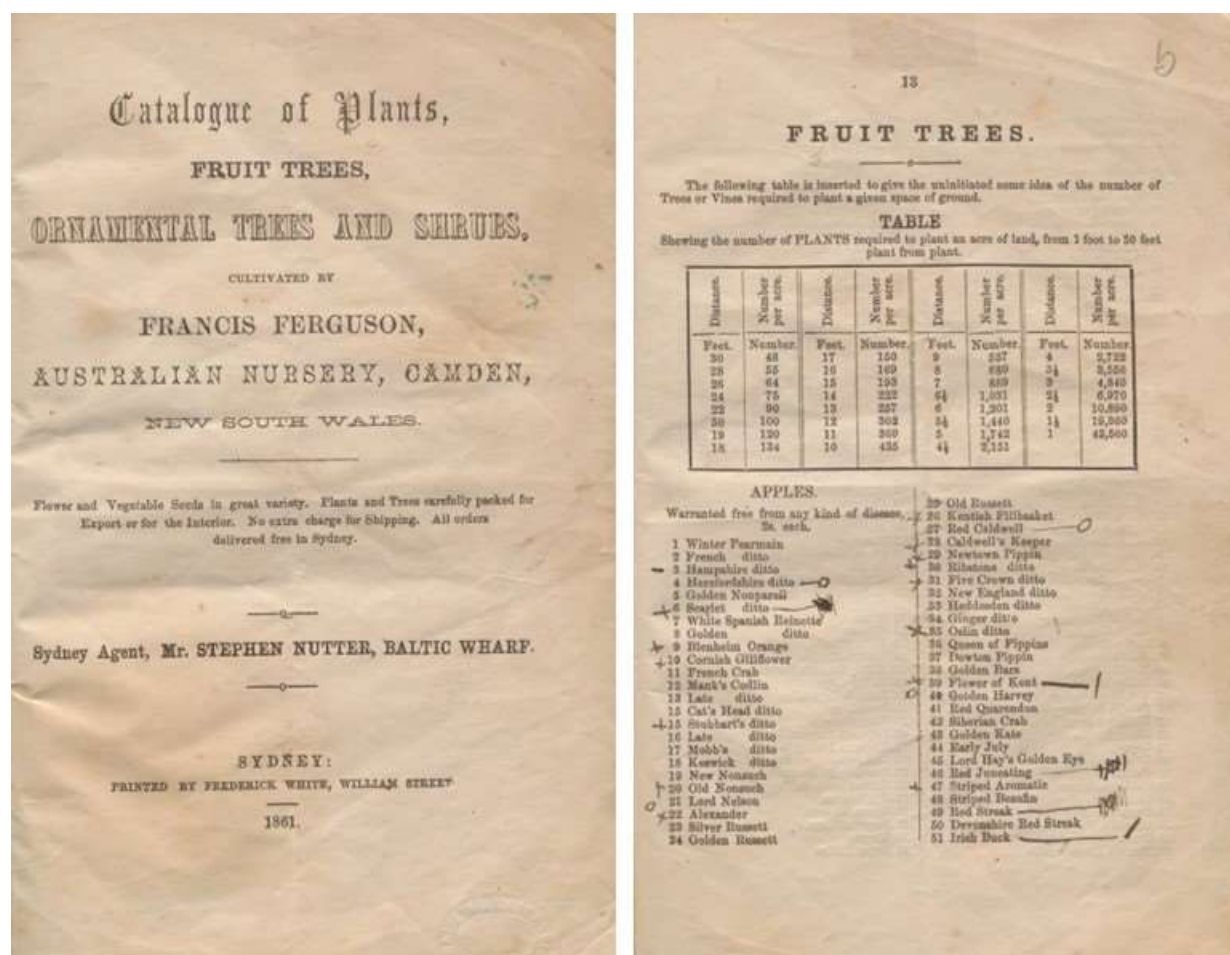 Catalogue of Plants,
FRUIT TREES,
ORNAMENTAL TREES AND SHRUBS,
CULTIVATED BY
FRANCIS FERGUSON,
AUSTRALIAN NURSERY, CAMDEN,
NEW SOUTH WALES.
Flower and Vegetable Seeds in great variety. Plants and Trees carefully packed for
Export or for the Interior. No extra charge for Shipping. All orders
delivered free in Sydney.
Sydney Agent, Mr. STEPHEN NUTTER, BALTIC WHARF.
SYDNEY:
PRINTED BY FREDERICK WHITE, WILLIAM STREET
1861.
13
FRUIT TREES.
The following table is inserted to give the uninitiated some idea of the number of
Trees or Vines required to plant a given space of ground.
TABLE
Shewing the number of PLANTS required to plant an acre of land, from 1 foot to 30 feet
plant from plant.
Distance. Number per acre. Distance. Number per acre. Distance. Number per acre. Distance. Number per acre.
Feet. Number. Feet. Number. Feet. Number. Feet. Number.
30 48 17 150 9 537 4 2,722
28 55 16 169 8 680 3½ 3,556
26 64 15 193 7 889 3 4,840
24 75 14 222 6½ 1,031 2½ 6,970
22 90 13 257 6 1,201 2 10,890
20 100 12 302 5½ 1,440 1½ 19,360
19 120 11 360 5 1,742 1 43,560
18 134 10 435 4½ 2,151
APPLES.
Warranted free from any kind of disease,
2s. each.
1 Winter Pearmain
2 French ditto
3 Hampshire ditto
4 Herefordshire ditto
5 Golden Nonpareil
6 Scarlet ditto
7 White Spanish Reinette
8 Golden ditto
9 Blenheim Orange
10 Cornish Gilliflower
11 French Crab
12 Mank's Codlin
13 Late ditto
15 Cat's Head ditto
15 Stubbart's ditto
16 Late ditto
17 Mobb's ditto
18 Keswick ditto
19 New Nonsuch
20 Old Nonsuch
21 Lord Nelson
22 Alexander
23 Silver Russett
24 Golden Russett
25 Old Russett
26 Kentish Fillbasket
27 Red Caldwell
28 Caldwell's Keeper
29 Newtown Pippin
30 Ribstone ditto
31 Five Crown ditto
32 New England ditto
33 Hoddesdon ditto
34 Ginger ditto
35 Oslin ditto
36 Queen of Pippins
37 Dowton Pippin
38 Golden Burs
39 Flower of Kent
40 Golden Harvey
41 Red Quarendon
42 Siberian Crab
43 Golden Kate
44 Early July
45 Lord Hay's Golden Eye
46 Red Juneating
47 Striped Aromatic
48 Striped Beaufin
49 Red Streak
50 Devonshire Red Streak
51 Irish Buck